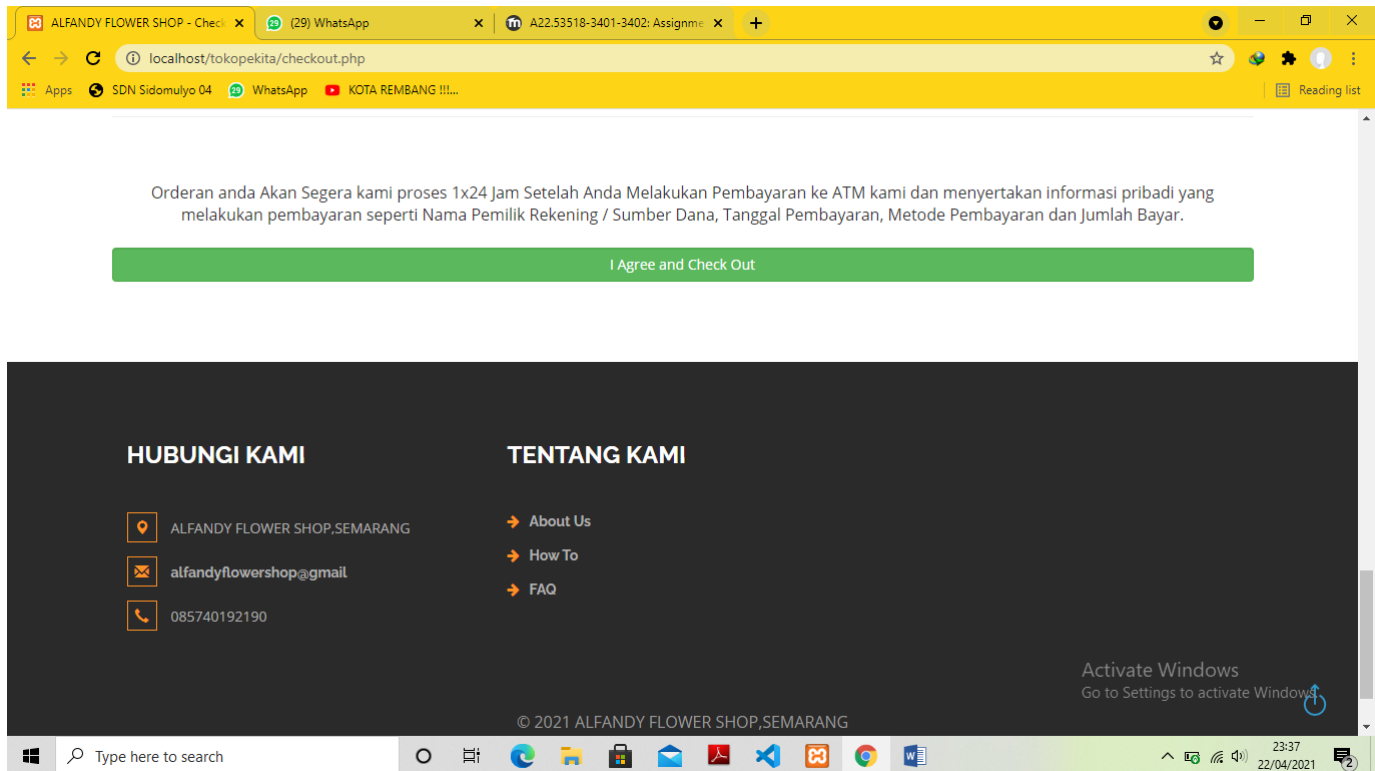 ALFANDY FLOWER SHOP - Check
(29) WhatsApp
A22.53518-3401-3402: Assignme
localhost/tokopekita/checkout.php
Apps
SDN Sidomulyo 04
WhatsApp
KOTA REMBANG !!!...
Reading list
Orderan anda Akan Segera kami proses 1x24 Jam Setelah Anda Melakukan Pembayaran ke ATM kami dan menyertakan informasi pribadi yang
melakukan pembayaran seperti Nama Pemilik Rekening / Sumber Dana, Tanggal Pembayaran, Metode Pembayaran dan Jumlah Bayar.
I Agree and Check Out
HUBUNGI KAMI
ALFANDY FLOWER SHOP,SEMARANG
alfandyflowershop@gmail
085740192190
TENTANG KAMI
About Us
How To
FAQ
Activate Windows
Go to Settings to activate Windows.
© 2021 ALFANDY FLOWER SHOP,SEMARANG
Type here to search
23:37
22/04/2021
2